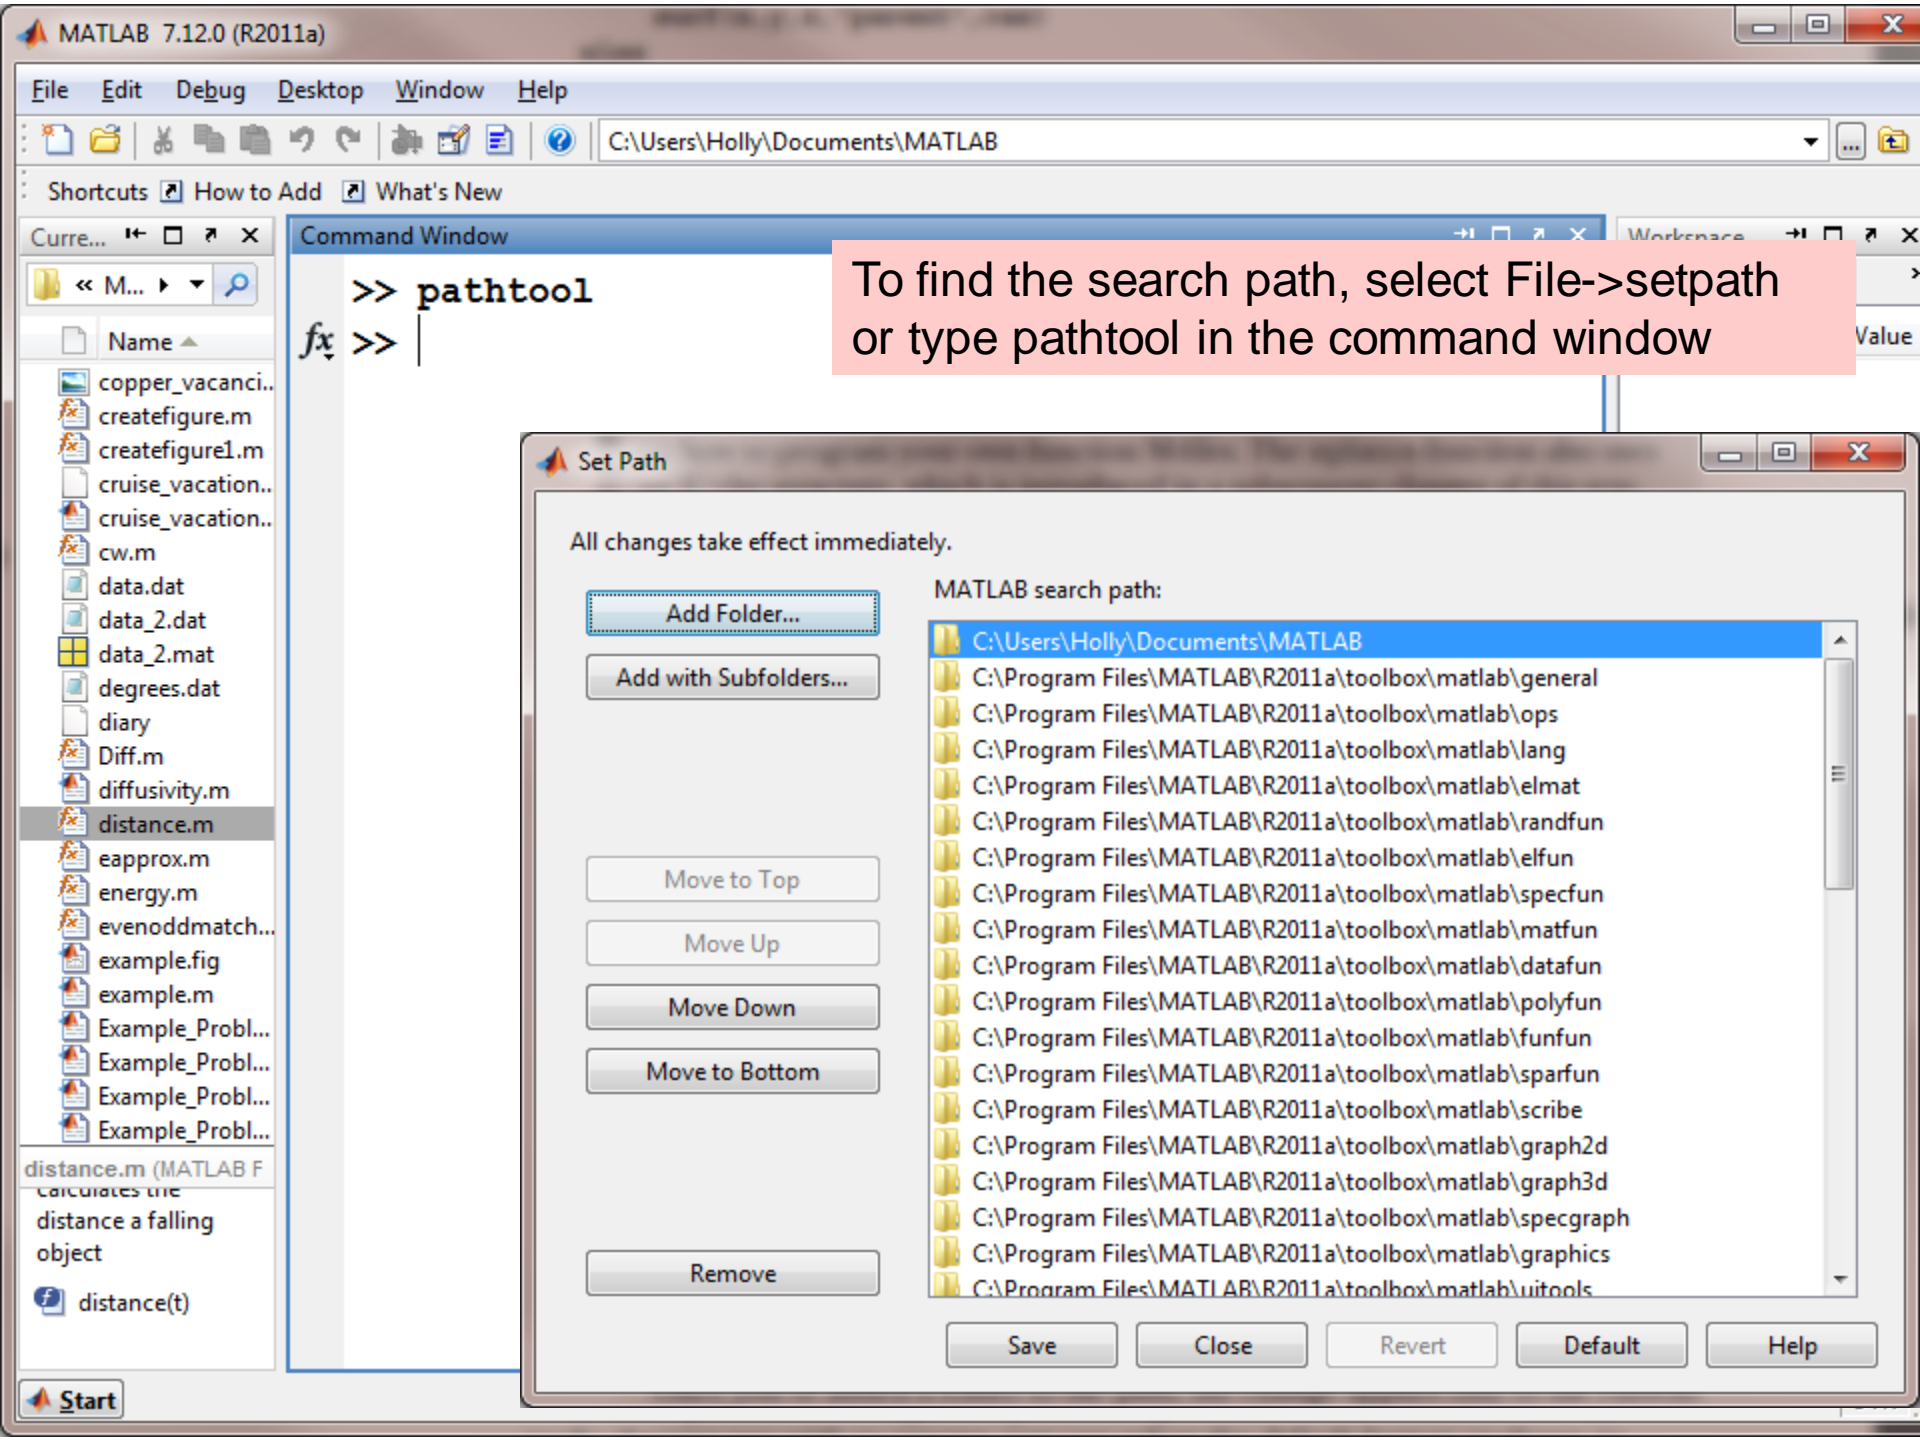 MATLAB 7.12.0 (R2011a)
File Edit Debug Desktop Window Help
C:\Users\Holly\Documents\MATLAB
Shortcuts How to Add What's New
Curre...
Command Window
Workspace
« M...
>> pathtool
fx >>
To find the search path, select File->setpath
or type pathtool in the command window
Name
Value
copper_vacanci..
createfigure.m
createfigure1.m
cruise_vacation..
cruise_vacation..
cw.m
data.dat
data_2.dat
data_2.mat
degrees.dat
diary
Diff.m
diffusivity.m
distance.m
eapprox.m
energy.m
evenoddmatch...
example.fig
example.m
Example_Probl...
Example_Probl...
Example_Probl...
Example_Probl...
distance.m (MATLAB F
calculates the
distance a falling
object
distance(t)
Start
Set Path
All changes take effect immediately.
Add Folder...
Add with Subfolders...
Move to Top
Move Up
Move Down
Move to Bottom
Remove
MATLAB search path:
C:\Users\Holly\Documents\MATLAB
C:\Program Files\MATLAB\R2011a\toolbox\matlab\general
C:\Program Files\MATLAB\R2011a\toolbox\matlab\ops
C:\Program Files\MATLAB\R2011a\toolbox\matlab\lang
C:\Program Files\MATLAB\R2011a\toolbox\matlab\elmat
C:\Program Files\MATLAB\R2011a\toolbox\matlab\randfun
C:\Program Files\MATLAB\R2011a\toolbox\matlab\elfun
C:\Program Files\MATLAB\R2011a\toolbox\matlab\specfun
C:\Program Files\MATLAB\R2011a\toolbox\matlab\matfun
C:\Program Files\MATLAB\R2011a\toolbox\matlab\datafun
C:\Program Files\MATLAB\R2011a\toolbox\matlab\polyfun
C:\Program Files\MATLAB\R2011a\toolbox\matlab\funfun
C:\Program Files\MATLAB\R2011a\toolbox\matlab\sparfun
C:\Program Files\MATLAB\R2011a\toolbox\matlab\scribe
C:\Program Files\MATLAB\R2011a\toolbox\matlab\graph2d
C:\Program Files\MATLAB\R2011a\toolbox\matlab\graph3d
C:\Program Files\MATLAB\R2011a\toolbox\matlab\specgraph
C:\Program Files\MATLAB\R2011a\toolbox\matlab\graphics
C:\Program Files\MATLAB\R2011a\toolbox\matlab\uitools
Save Close Revert Default Help